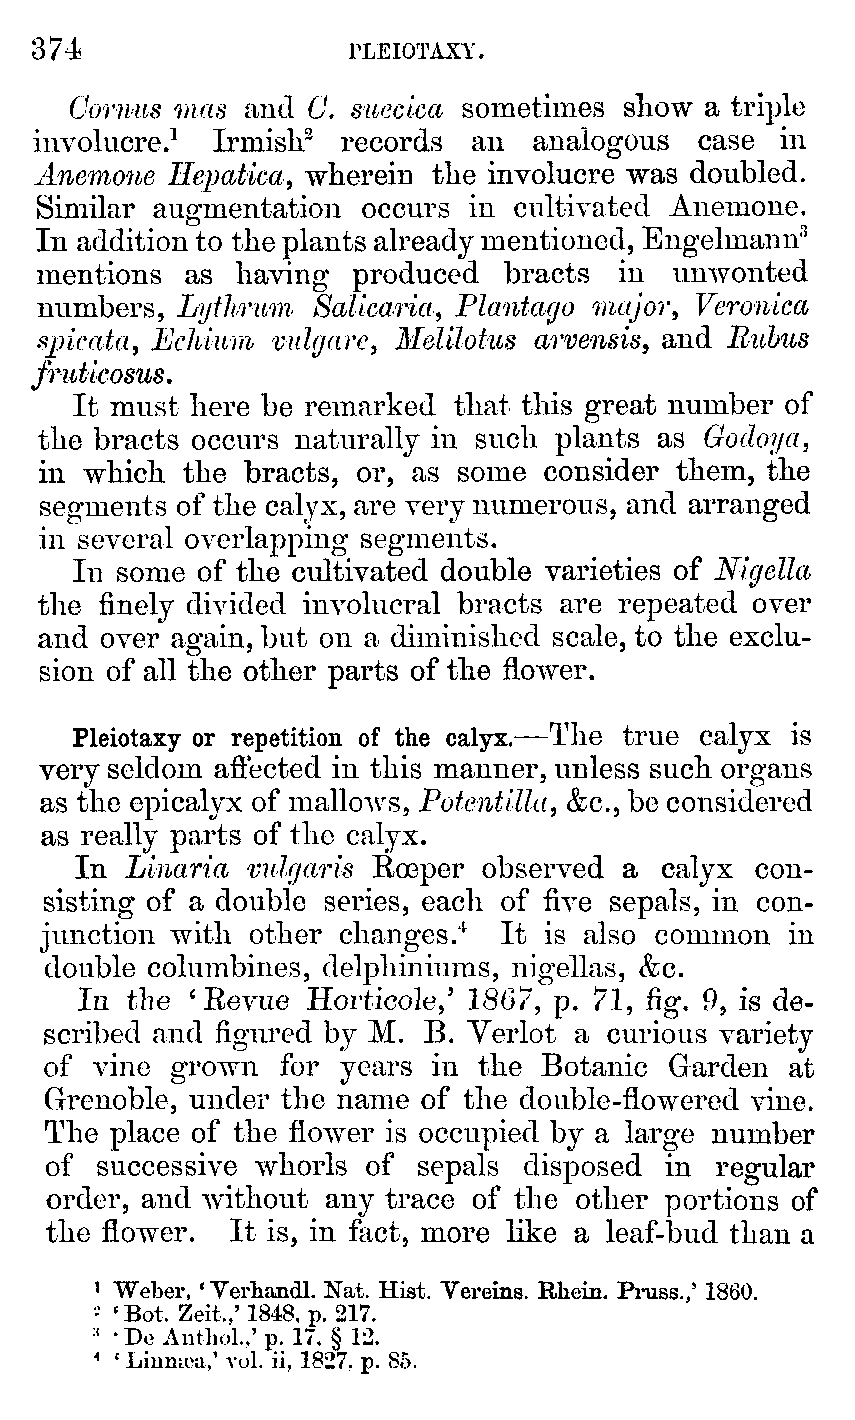 374 PLEIOTAXY.
Cornus mas and C. suecica sometimes show a triple
involucre.¹ Irmish² records an analogous case in
Anemone Hepatica, wherein the involucre was doubled.
Similar augmentation occurs in cultivated Anemone.
In addition to the plants already mentioned, Engelmann³
mentions as having produced bracts in unwonted
numbers, Lythrum Salicaria, Plantago major, Veronica
spicata, Echium vulgare, Melilotus arvensis, and Rubus
fruticosus.
It must here be remarked that this great number of
the bracts occurs naturally in such plants as Godoya,
in which the bracts, or, as some consider them, the
segments of the calyx, are very numerous, and arranged
in several overlapping segments.
In some of the cultivated double varieties of Nigella
the finely divided involucral bracts are repeated over
and over again, but on a diminished scale, to the exclu-
sion of all the other parts of the flower.
Pleiotaxy or repetition of the calyx.—The true calyx is
very seldom affected in this manner, unless such organs
as the epicalyx of mallows, Potentilla, &c., be considered
as really parts of the calyx.
In Linaria vulgaris Rœper observed a calyx con-
sisting of a double series, each of five sepals, in con-
junction with other changes.⁴ It is also common in
double columbines, delphiniums, nigellas, &c.
In the ‘Revue Horticole,’ 1867, p. 71, fig. 9, is de-
scribed and figured by M. B. Verlot a curious variety
of vine grown for years in the Botanic Garden at
Grenoble, under the name of the double-flowered vine.
The place of the flower is occupied by a large number
of successive whorls of sepals disposed in regular
order, and without any trace of the other portions of
the flower. It is, in fact, more like a leaf-bud than a
¹ Weber, ‘Verhandl. Nat. Hist. Vereins. Rhein. Pruss.,’ 1860.
² ‘Bot. Zeit.,’ 1848, p. 217.
³ ‘De Anthol.,’ p. 17, § 12.
⁴ ‘Linnæa,’ vol. ii, 1827, p. 85.